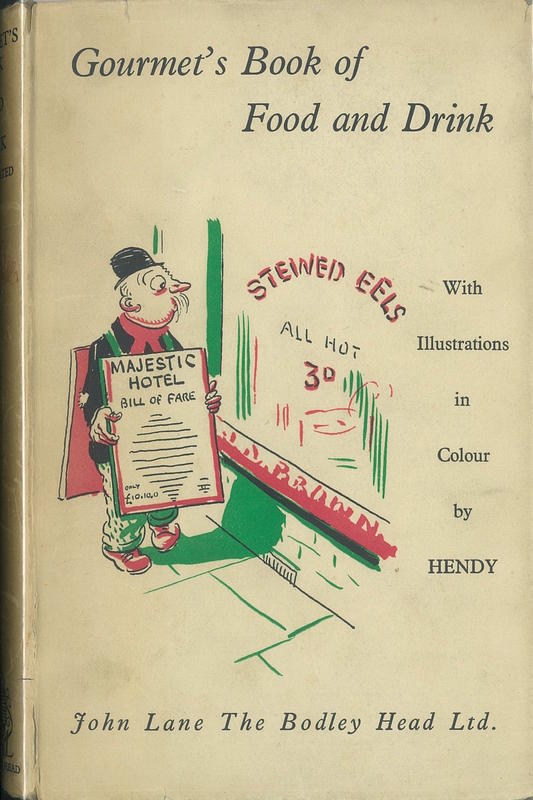 Gourmet's Book of
Food and Drink
STEWED EELS
ALL HOT
3D
MAJESTIC
HOTEL
BILL OF FARE
ONLY
£10.10.0
BROWN
With
Illustrations
in
Colour
by
HENDY
John Lane The Bodley Head Ltd.